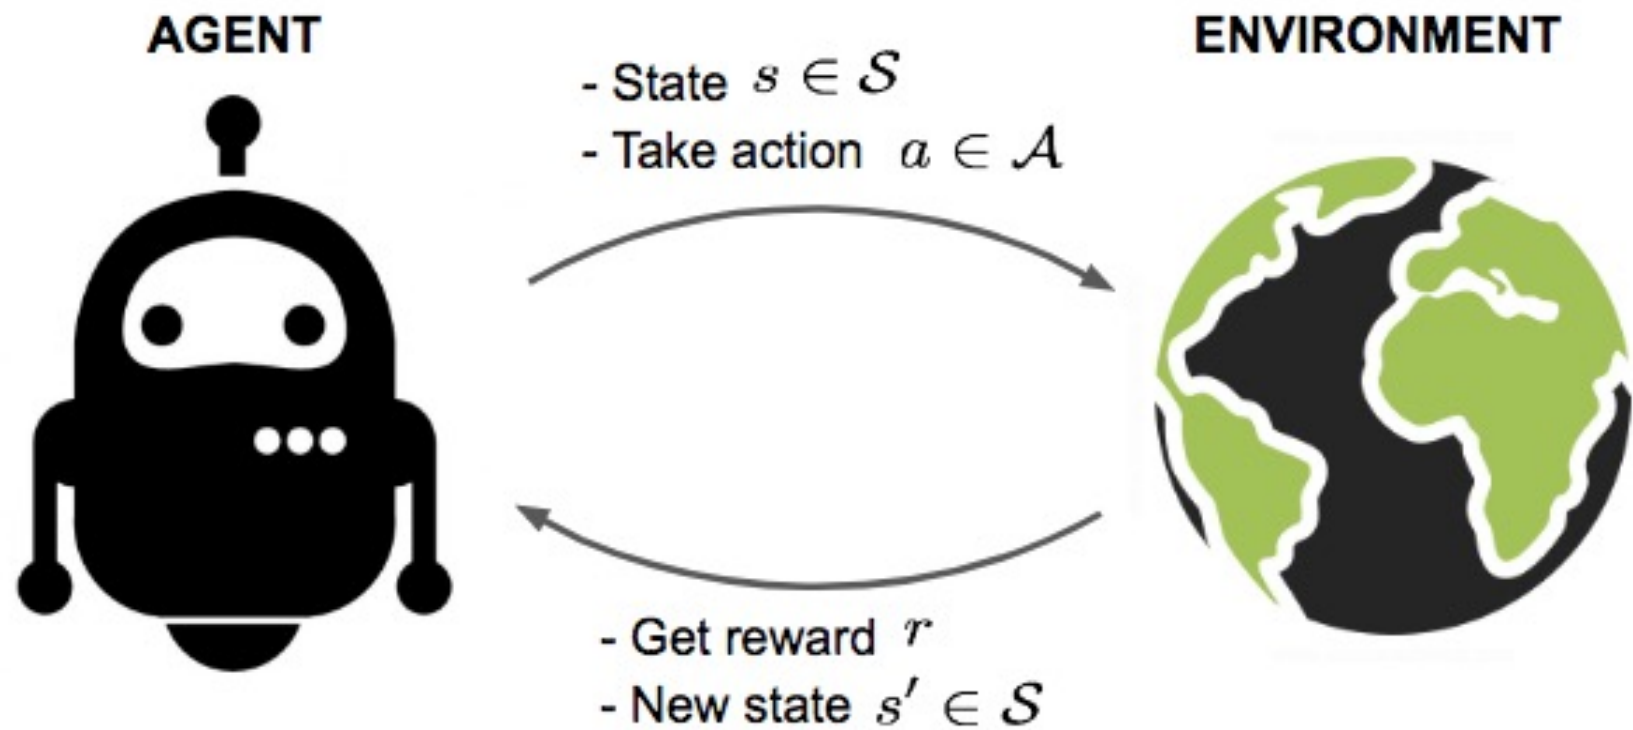 AGENT
ENVIRONMENT
- State s ∈ 𝒮
- Take action a ∈ 𝒜
- Get reward r
- New state s′ ∈ 𝒮